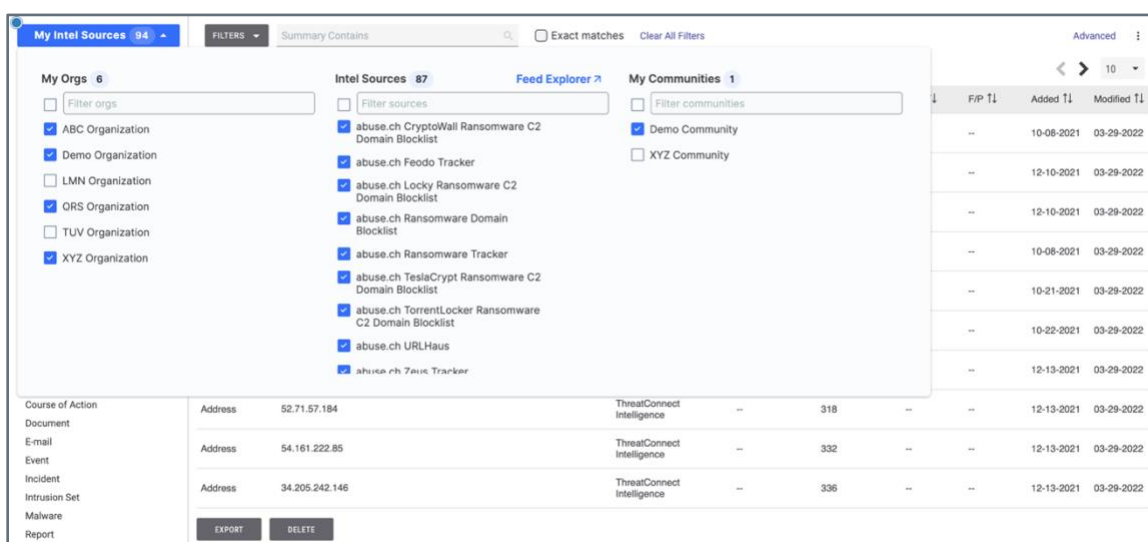 My Intel Sources 94
FILTERS
Summary Contains
Exact matches
Clear All Filters
Advanced
10
My Orgs 6
Filter orgs
ABC Organization
Demo Organization
LMN Organization
ORS Organization
TUV Organization
XYZ Organization
Intel Sources 87
Feed Explorer
Filter sources
abuse.ch CryptoWall Ransomware C2
Domain Blocklist
abuse.ch Feodo Tracker
abuse.ch Locky Ransomware C2
Domain Blocklist
abuse.ch Ransomware Domain
Blocklist
abuse.ch Ransomware Tracker
abuse.ch TeslaCrypt Ransomware C2
Domain Blocklist
abuse.ch TorrentLocker Ransomware
C2 Domain Blocklist
abuse.ch URLHaus
abuse.ch Zeus Tracker
My Communities 1
Filter communities
Demo Community
XYZ Community
F/P Added Modified
-- 10-08-2021 03-29-2022
-- 12-10-2021 03-29-2022
-- 12-10-2021 03-29-2022
-- 10-08-2021 03-29-2022
-- 10-21-2021 03-29-2022
-- 10-22-2021 03-29-2022
-- 12-13-2021 03-29-2022
Course of Action
Document
E-mail
Event
Incident
Intrusion Set
Malware
Report
Address 52.71.57.184 ThreatConnect Intelligence -- 318 -- -- 12-13-2021 03-29-2022
Address 54.161.222.85 ThreatConnect Intelligence -- 332 -- -- 12-13-2021 03-29-2022
Address 34.205.242.146 ThreatConnect Intelligence -- 336 -- -- 12-13-2021 03-29-2022
EXPORT
DELETE